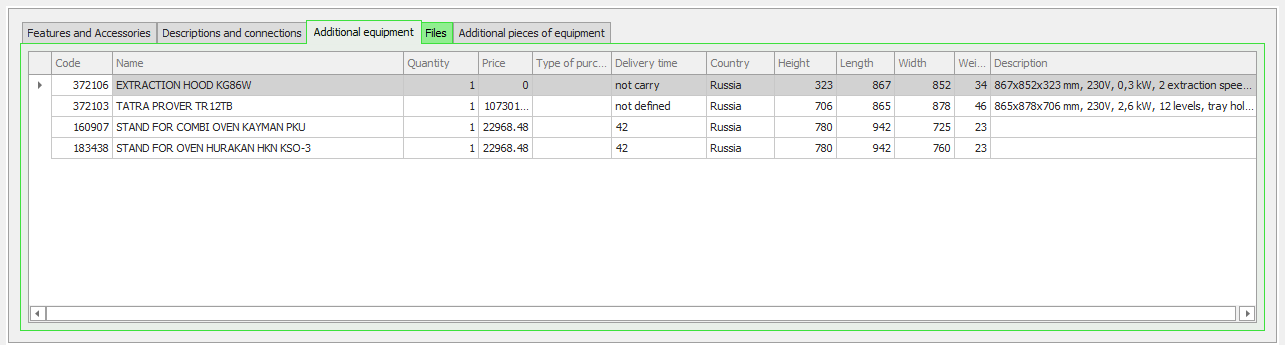 Features and Accessories Descriptions and connections Additional equipment Files Additional pieces of equipment
Code Name Quantity Price Type of purc... Delivery time Country Height Length Width Wei... Description
372106 EXTRACTION HOOD KG86W 1 0 not carry Russia 323 867 852 34 867x852x323 mm, 230V, 0,3 kW, 2 extraction spee...
372103 TATRA PROVER TR12TB 1 107301... not defined Russia 706 865 878 46 865x878x706 mm, 230V, 2,6 kW, 12 levels, tray hol...
160907 STAND FOR COMBI OVEN KAYMAN PKU 1 22968.48 42 Russia 780 942 725 23
183438 STAND FOR OVEN HURAKAN HKN KSO-3 1 22968.48 42 Russia 780 942 760 23